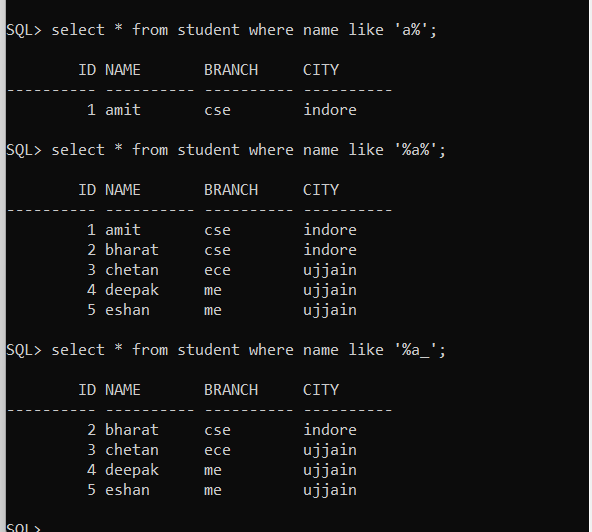 SQL> select * from student where name like 'a%';
        ID NAME       BRANCH     CITY
---------- ---------- ---------- ----------
         1 amit       cse        indore
SQL> select * from student where name like '%a%';
        ID NAME       BRANCH     CITY
---------- ---------- ---------- ----------
         1 amit       cse        indore
         2 bharat     cse        indore
         3 chetan     ece        ujjain
         4 deepak     me         ujjain
         5 eshan      me         ujjain
SQL> select * from student where name like '%a_';
        ID NAME       BRANCH     CITY
---------- ---------- ---------- ----------
         2 bharat     cse        indore
         3 chetan     ece        ujjain
         4 deepak     me         ujjain
         5 eshan      me         ujjain
SQL>